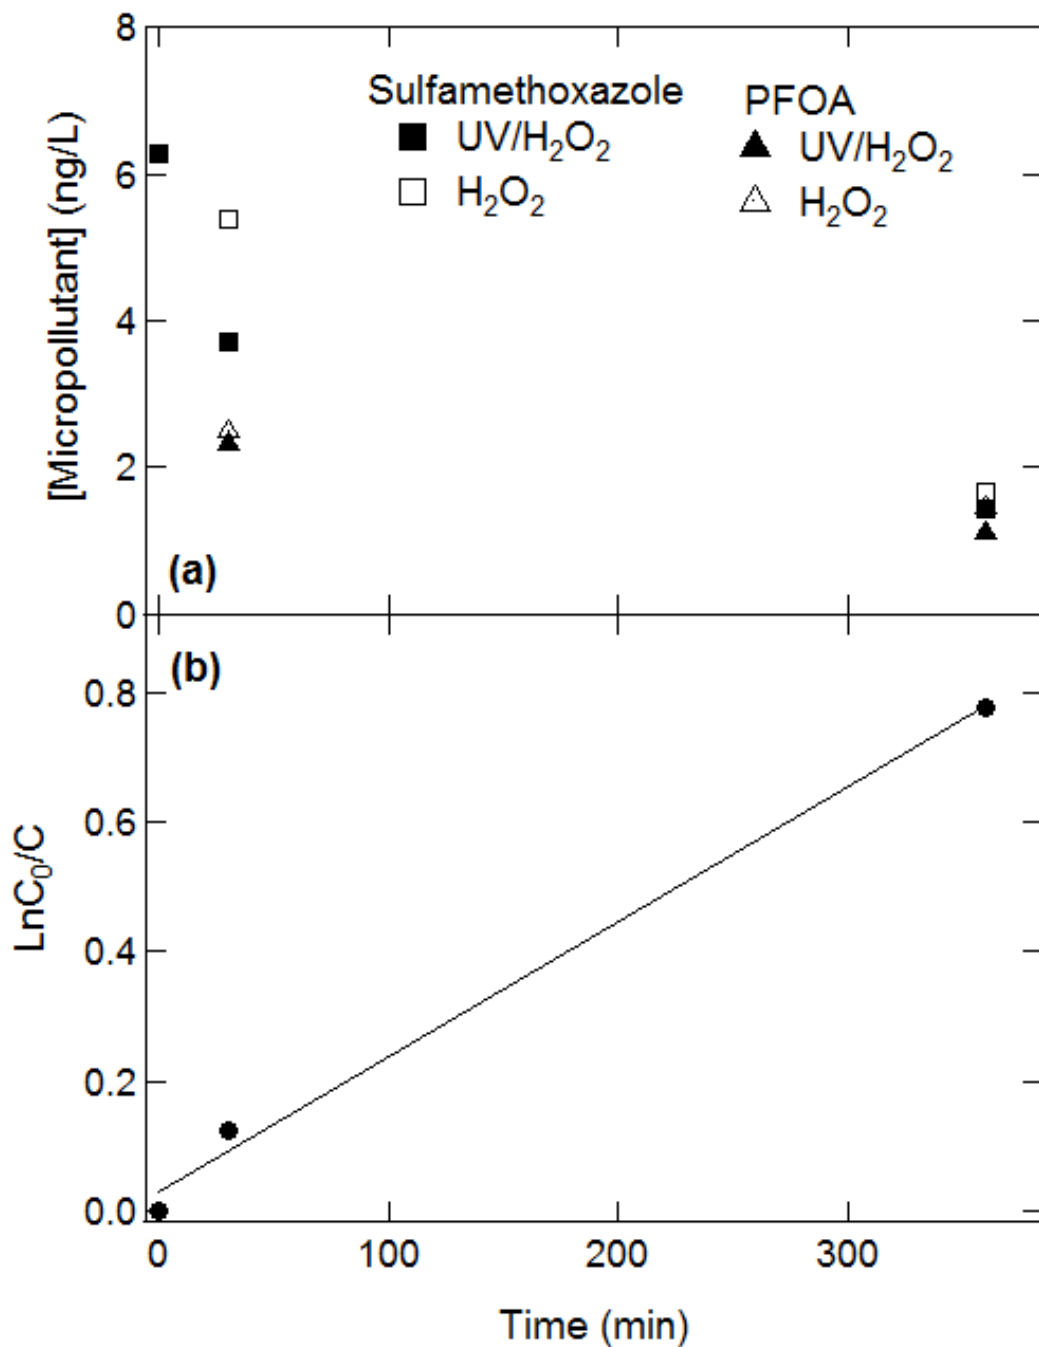 8
Sulfamethoxazole PFOA
UV/H₂O₂ UV/H₂O₂
H₂O₂ H₂O₂
6
4
2
0
[Micropollutant] (ng/L)
(a)
(b)
0.8
0.6
0.4
0.2
0.0
LnC₀/C
0 100 200 300
Time (min)